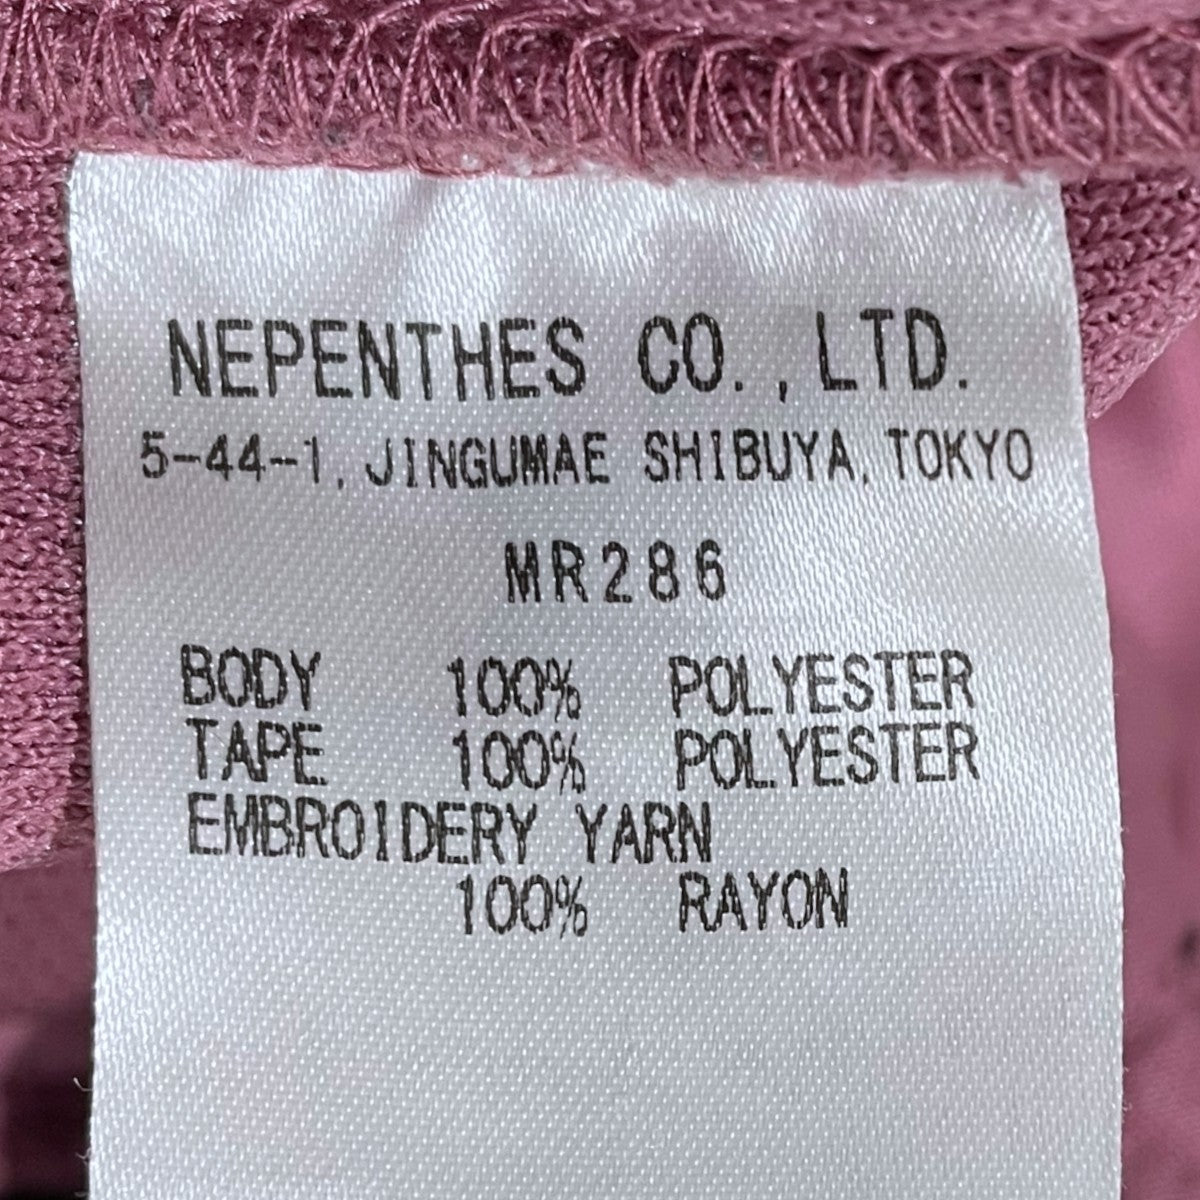 NEPENTHES CO.,LTD.
5-44-1, JINGUMAE SHIBUYA, TOKYO
MR286
BODY 100% POLYESTER
TAPE 100% POLYESTER
EMBROIDERY YARN
100% RAYON